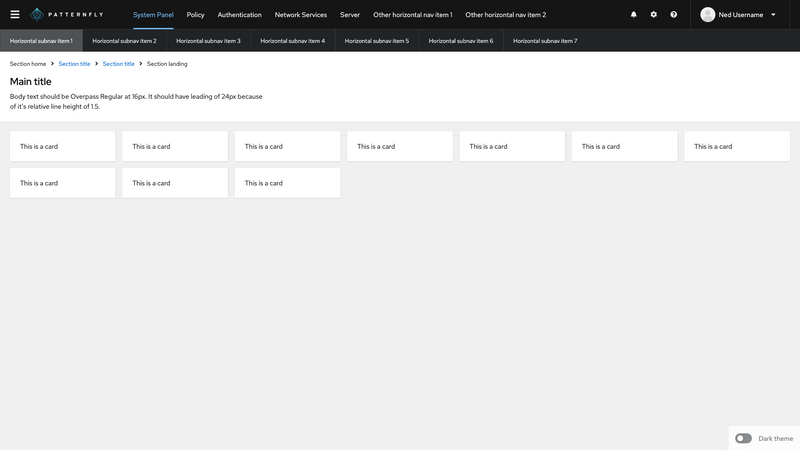 PATTERNFLY
System Panel Policy Authentication Network Services Server Other horizontal nav item 1 Other horizontal nav item 2 Ned Username
Horizontal subnav item 1 Horizontal subnav item 2 Horizontal subnav item 3 Horizontal subnav item 4 Horizontal subnav item 5 Horizontal subnav item 6 Horizontal subnav item 7
Section home Section title Section title Section landing
Main title
Body text should be Overpass Regular at 16px. It should have leading of 24px because
of it's relative line height of 1.5.
This is a card This is a card This is a card This is a card This is a card This is a card This is a card
This is a card This is a card This is a card
Dark theme